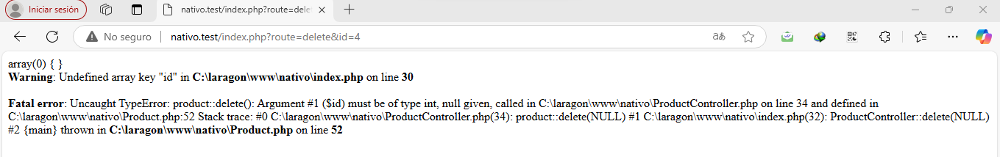 Iniciar sesión
nativo.test/index.php?route=dele
No seguro
nativo.test/index.php?route=delete&id=4
array(0) { }
Warning: Undefined array key "id" in C:\laragon\www\nativo\index.php on line 30
Fatal error: Uncaught TypeError: product::delete(): Argument #1 ($id) must be of type int, null given, called in C:\laragon\www\nativo\ProductController.php on line 34 and defined in
C:\laragon\www\nativo\Product.php:52 Stack trace: #0 C:\laragon\www\nativo\ProductController.php(34): product::delete(NULL) #1 C:\laragon\www\nativo\index.php(32): ProductController::delete(NULL)
#2 {main} thrown in C:\laragon\www\nativo\Product.php on line 52